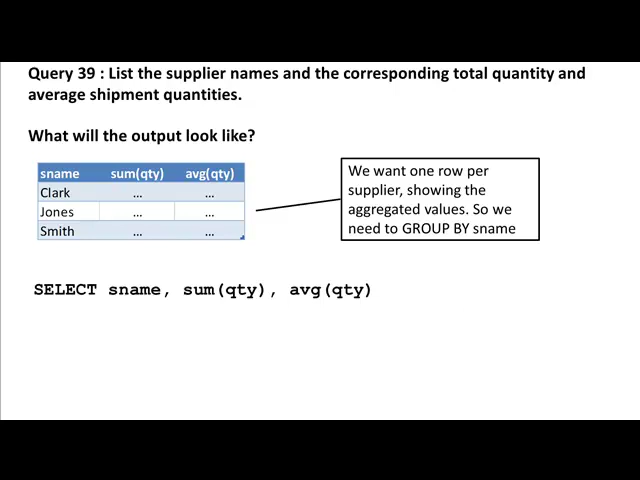 Query 39 : List the supplier names and the corresponding total quantity and
average shipment quantities.
What will the output look like?
sname sum(qty) avg(qty)
Clark ... ...
Jones ... ...
Smith ... ...
We want one row per
supplier, showing the
aggregated values. So we
need to GROUP BY sname
SELECT sname, sum(qty), avg(qty)